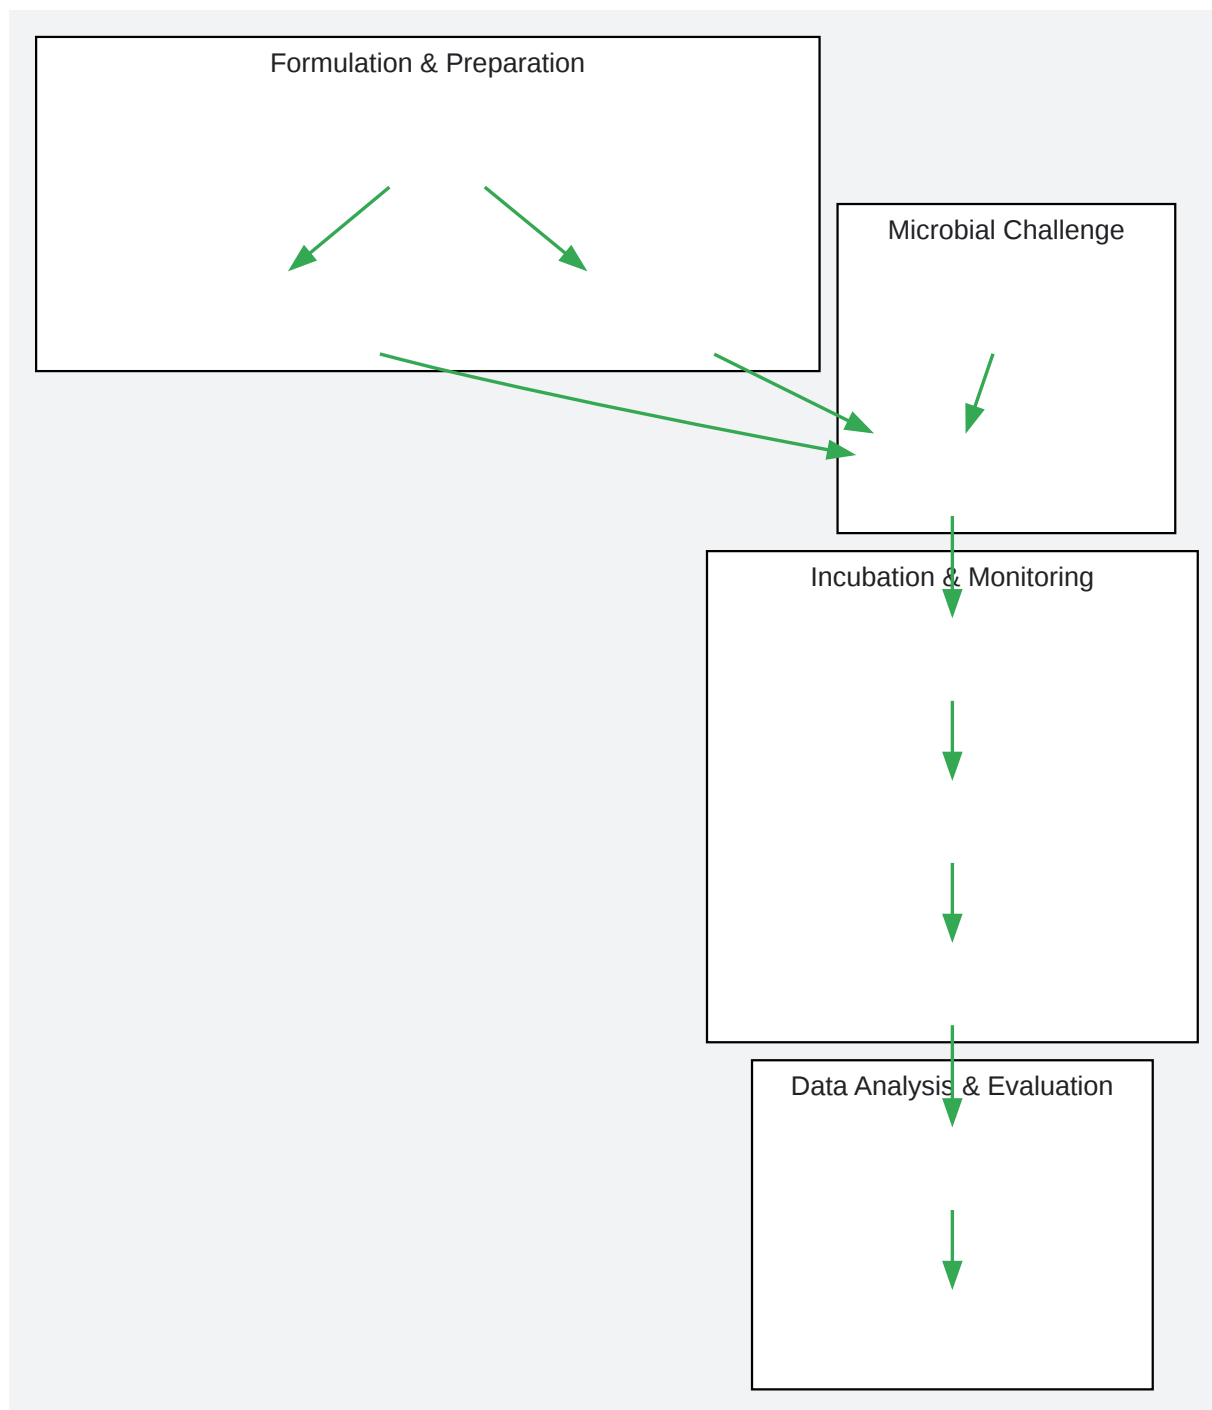 Formulation & Preparation
Microbial Challenge
Incubation & Monitoring
Data Analysis & Evaluation